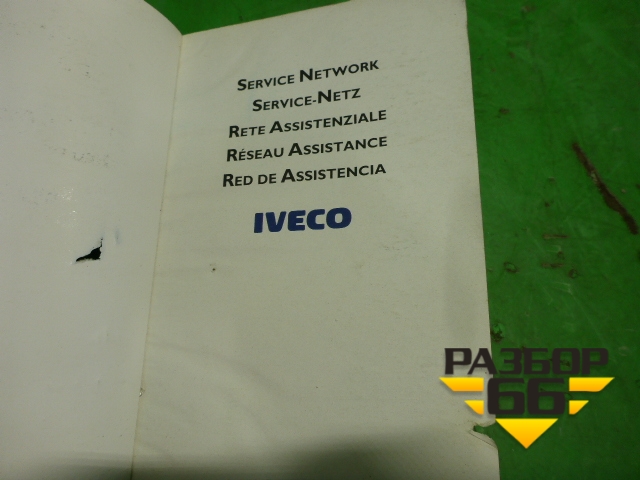 SERVICE NETWORK
SERVICE-NETZ
RETE ASSISTENZIALE
RÉSEAU ASSISTANCE
RED DE ASSISTENCIA
IVECO
РАЗБОР
66